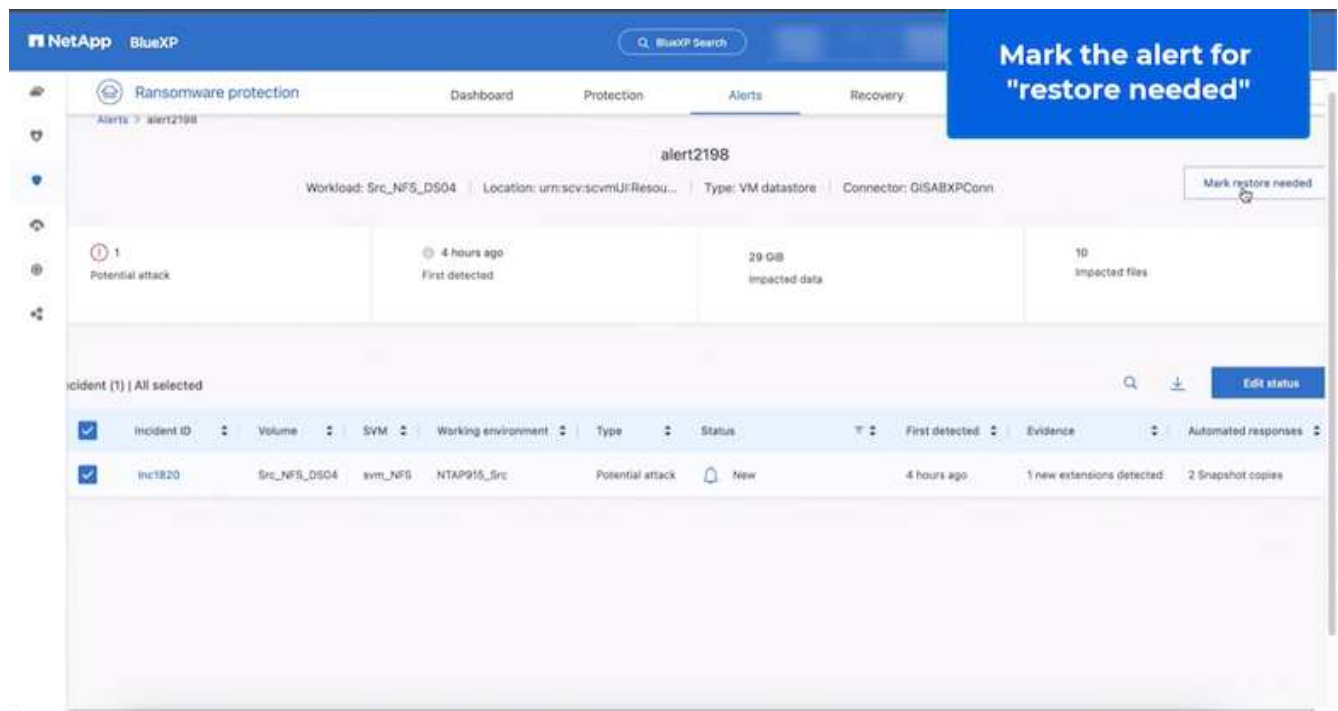 NetApp BlueXP
BlueXP Search
Mark the alert for
"restore needed"
Ransomware protection
Dashboard
Protection
Alerts
Recovery
Alerts > alert2198
alert2198
Workload: Src_NFS_DS04
Location: urn:scv:scvmUI:Resou...
Type: VM datastore
Connector: GISABXPConn
Mark restore needed
1
Potential attack
4 hours ago
First detected
29 GiB
Impacted data
10
Impacted files
ncident (1) | All selected
Edit status
Incident ID Volume SVM Working environment Type Status First detected Evidence Automated responses
Inc1820 Src_NFS_DS04 svm_NFS NTAP915_Src Potential attack New 4 hours ago 1 new extensions detected 2 Snapshot copies